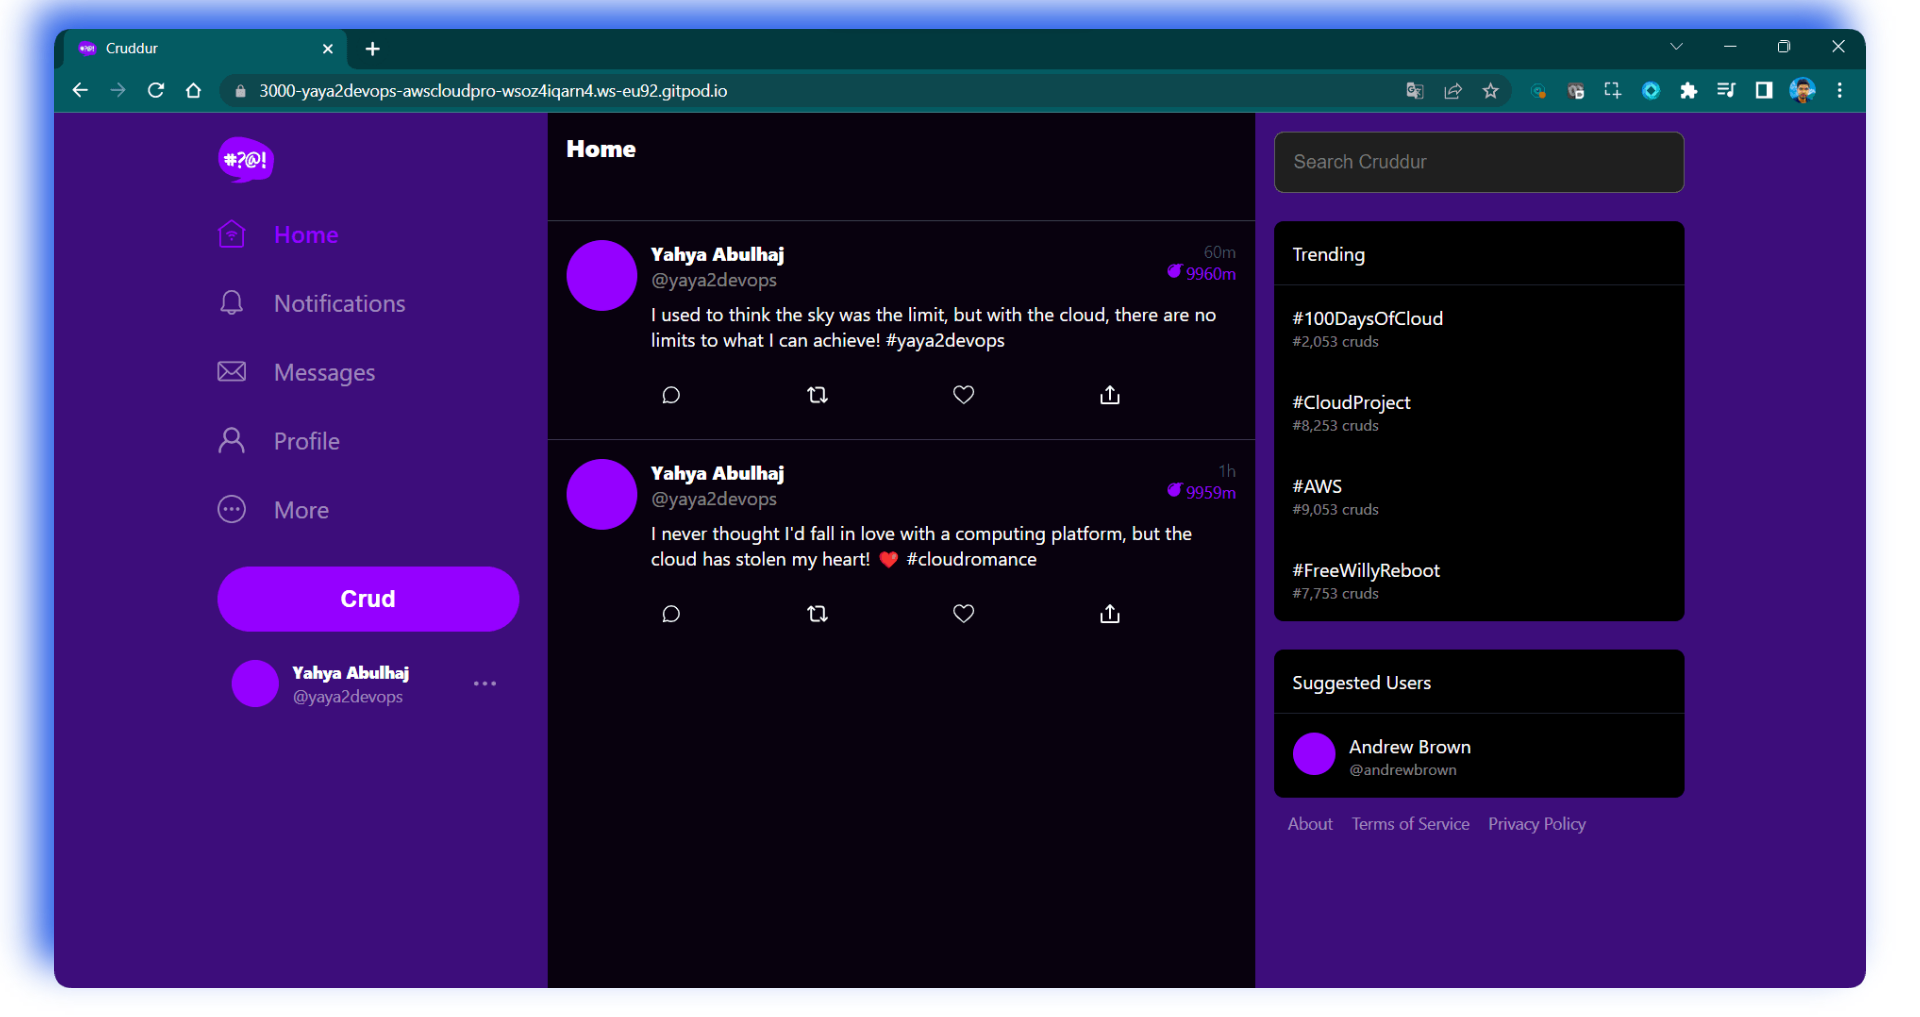 Cruddur
3000-yaya2devops-awscloudpro-wsoz4iqarn4.ws-eu92.gitpod.io
#?@!
Home
Notifications
Messages
Profile
More
Crud
Yahya Abulhaj
@yaya2devops
Home
Yahya Abulhaj
60m
@yaya2devops
9960m
I used to think the sky was the limit, but with the cloud, there are no
limits to what I can achieve! #yaya2devops
Yahya Abulhaj
1h
@yaya2devops
9959m
I never thought I'd fall in love with a computing platform, but the
cloud has stolen my heart! ❤️ #cloudromance
Search Cruddur
Trending
#100DaysOfCloud
#2,053 cruds
#CloudProject
#8,253 cruds
#AWS
#9,053 cruds
#FreeWillyReboot
#7,753 cruds
Suggested Users
Andrew Brown
@andrewbrown
About Terms of Service Privacy Policy